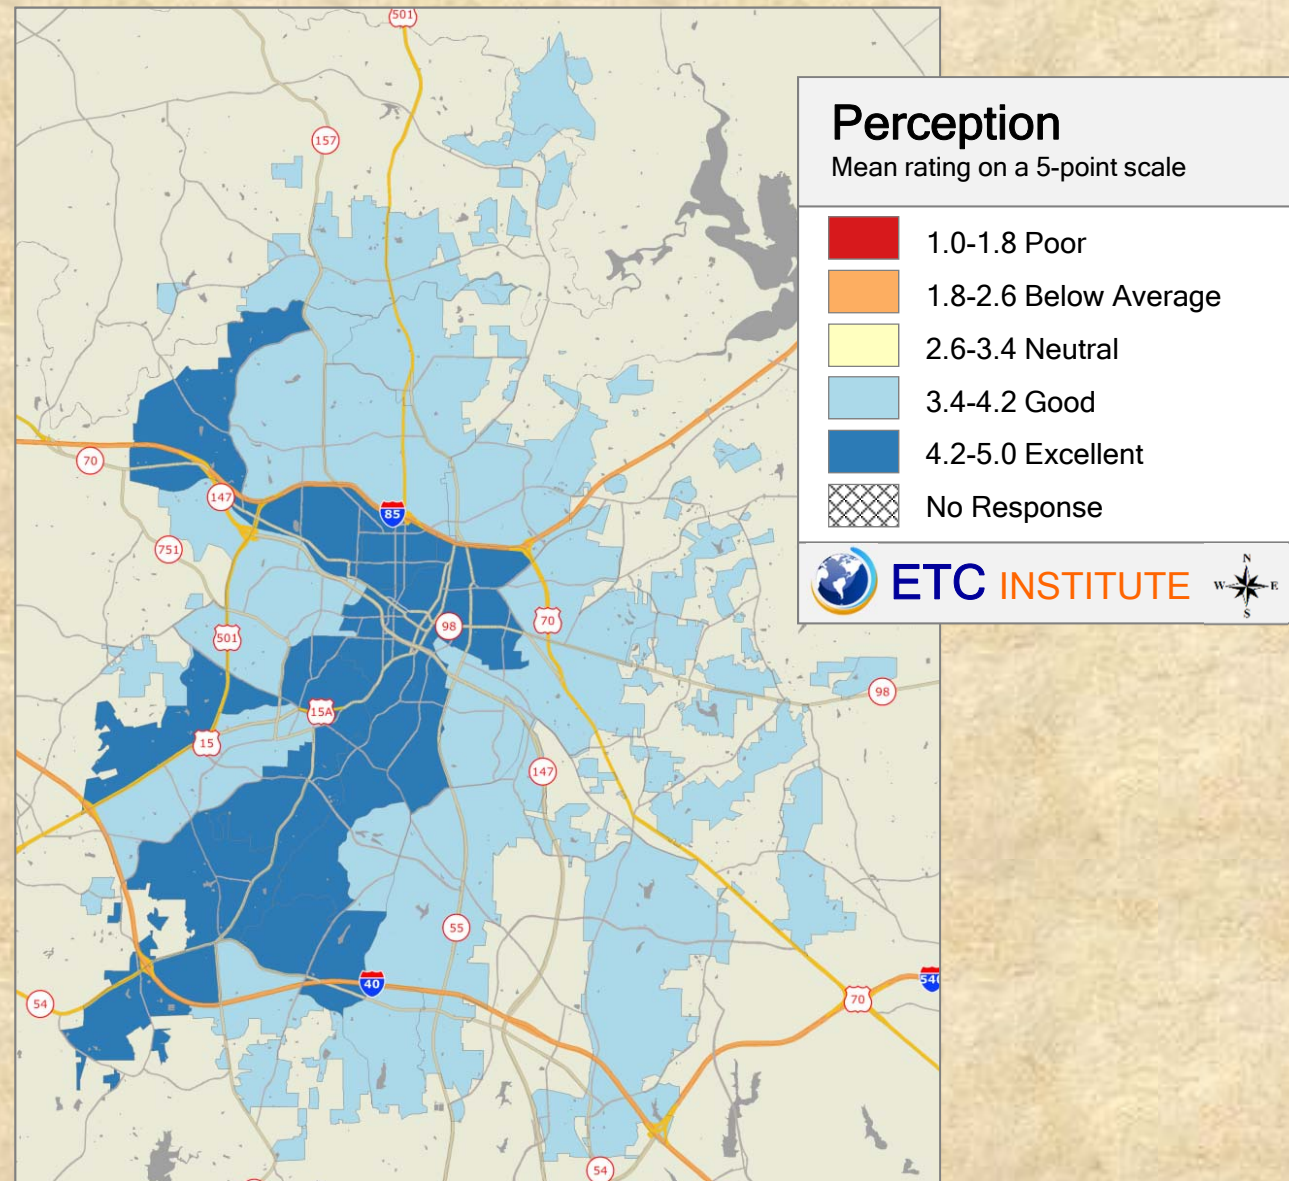 501
157
Perception
Mean rating on a 5-point scale
1.0-1.8 Poor
1.8-2.6 Below Average
2.6-3.4 Neutral
3.4-4.2 Good
4.2-5.0 Excellent
No Response
ETC INSTITUTE
N
W E
S
70
147
85
751
501
98
70
98
15A
15
147
55
40
54
70
540
54